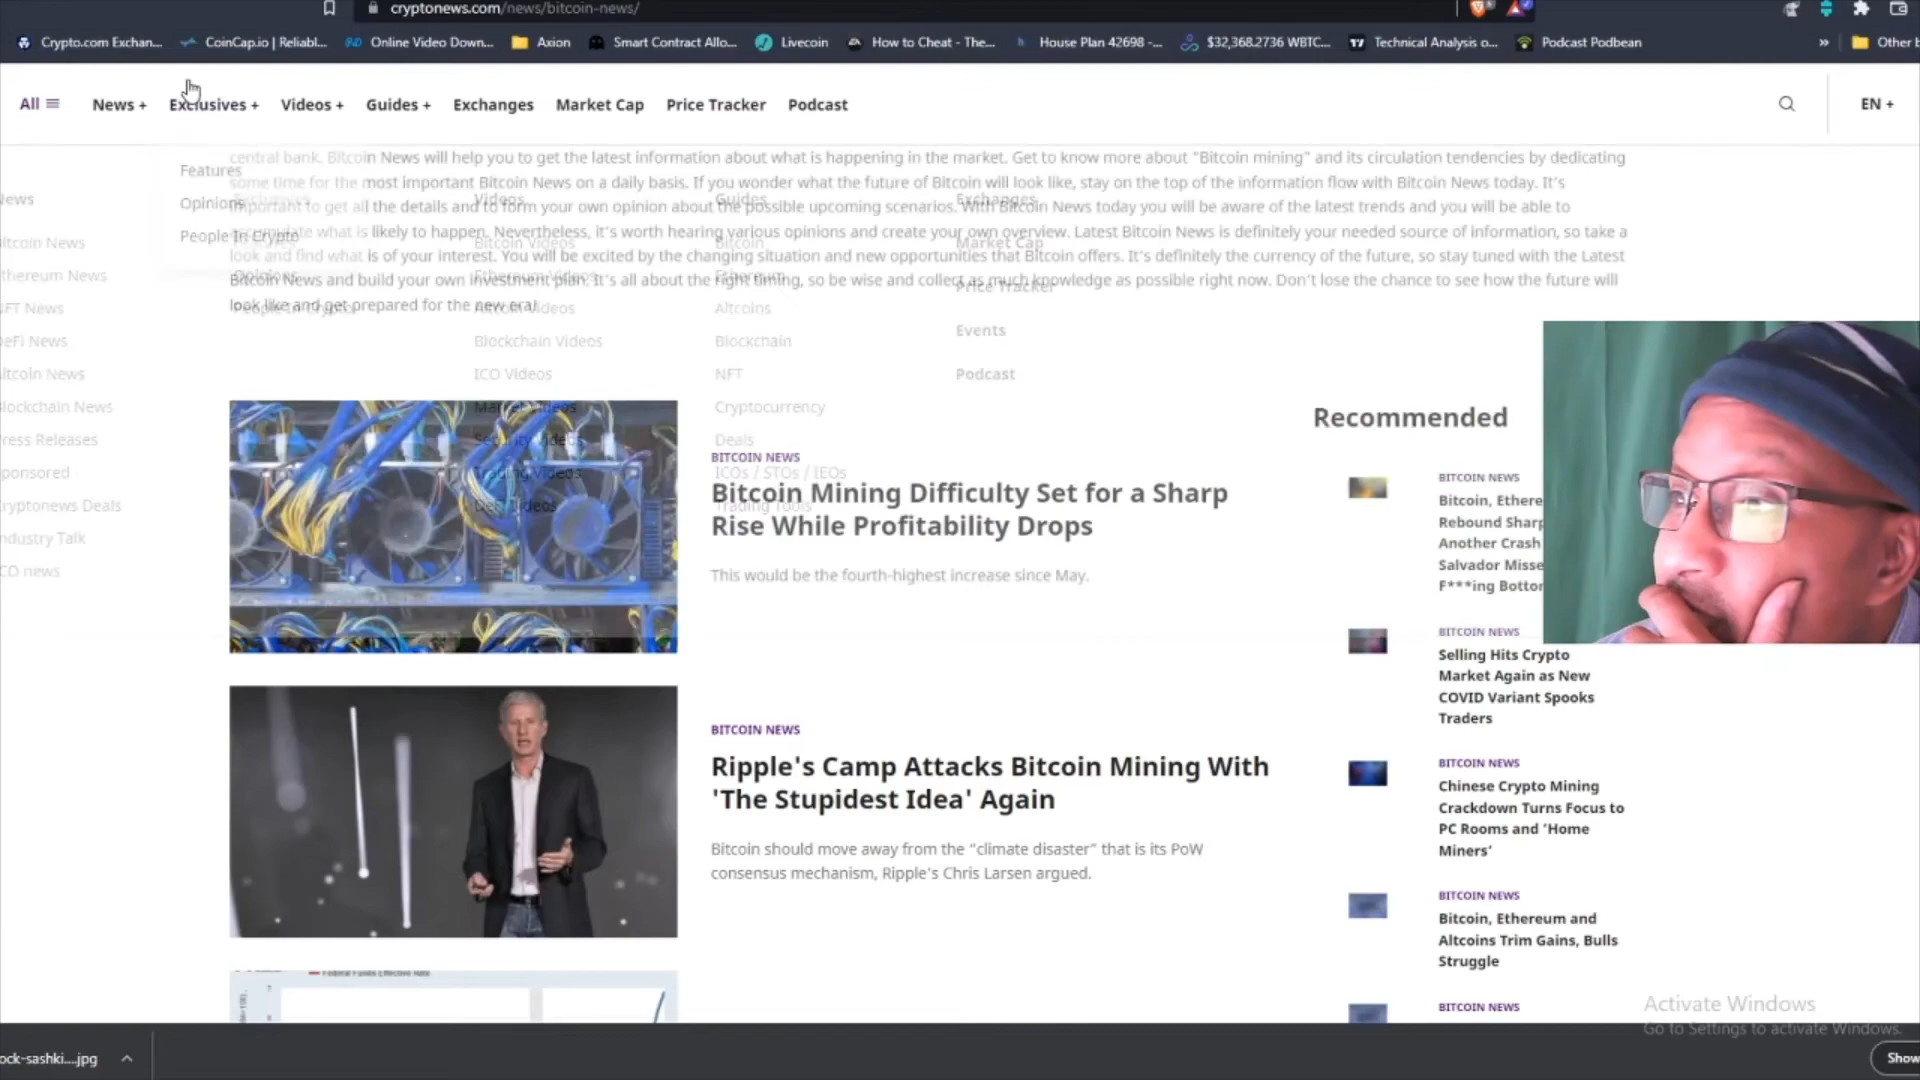 cryptonews.com/news/bitcoin-news/
Crypto.com Exchan... CoinCap.io | Reliabl... Online Video Down... Axion Smart Contract Allo... Livecoin How to Cheat - The... House Plan 42698 -... $32,368.2736 WBTC... Technical Analysis o... Podcast Podbean » Other b
All News + Exclusives + Videos + Guides + Exchanges Market Cap Price Tracker Podcast EN +
central bank. Bitcoin News will help you to get the latest information about what is happening in the market. Get to know more about "Bitcoin mining" and its circulation tendencies by dedicating
some time for the most important Bitcoin News on a daily basis. If you wonder what the future of Bitcoin will look like, stay on the top of the information flow with Bitcoin News today. It's
important to get all the details and to form your own opinion about the possible upcoming scenarios. With Bitcoin News today you will be aware of the latest trends and you will be able to
accumulate what is likely to happen. Nevertheless, it's worth hearing various opinions and create your own overview. Latest Bitcoin News is definitely your needed source of information, so take a
look and find what is of your interest. You will be excited by the changing situation and new opportunities that Bitcoin offers. It's definitely the currency of the future, so stay tuned with the Latest
Bitcoin News and build your own investment plan. It's all about the right timing, so be wise and collect as much knowledge as possible right now. Don't lose the chance to see how the future will
look like and get prepared for the new era!
Features
Opinions
People In Crypto
News
Bitcoin News
Ethereum News
NFT News
DeFi News
Altcoin News
Blockchain News
Press Releases
Sponsored
Cryptonews Deals
Industry Talk
ICO news
Opinions
People In Crypto
Videos
Bitcoin Videos
Ethereum Videos
Altcoin Videos
Blockchain Videos
ICO Videos
Market Videos
Security Videos
Trading Videos
DeFi Videos
Guides
Bitcoin
Ethereum
Altcoins
Blockchain
NFT
Cryptocurrency
Deals
ICOs / STOs / IEOs
Trading Tools
Exchanges
Market Cap
Price Tracker
Events
Podcast
BITCOIN NEWS
Bitcoin Mining Difficulty Set for a Sharp
Rise While Profitability Drops
This would be the fourth-highest increase since May.
BITCOIN NEWS
Ripple's Camp Attacks Bitcoin Mining With
'The Stupidest Idea' Again
Bitcoin should move away from the "climate disaster" that is its PoW
consensus mechanism, Ripple's Chris Larsen argued.
Federal Funds Effective Rate
Recommended
BITCOIN NEWS
Bitcoin, Ethere
Rebound Sharp
Another Crash
Salvador Misse
F***ing Bottor
BITCOIN NEWS
Selling Hits Crypto
Market Again as New
COVID Variant Spooks
Traders
BITCOIN NEWS
Chinese Crypto Mining
Crackdown Turns Focus to
PC Rooms and 'Home
Miners'
BITCOIN NEWS
Bitcoin, Ethereum and
Altcoins Trim Gains, Bulls
Struggle
BITCOIN NEWS
Activate Windows
Go to Settings to activate Windows.
ock-sashki....jpg
Show